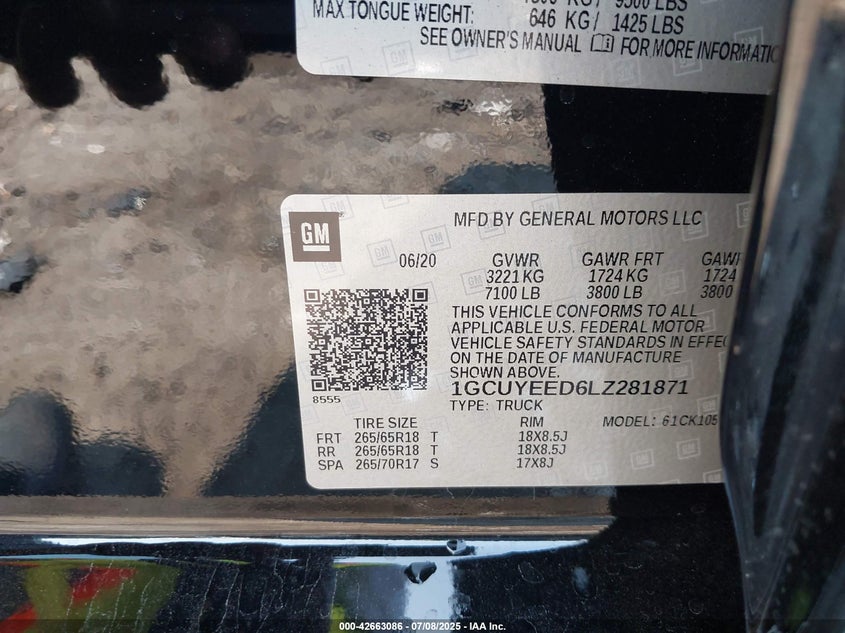 9500 LBS
MAX TONGUE WEIGHT: 646 KG/ 1425 LBS
SEE OWNER'S MANUAL FOR MORE INFORMATIO
GM
MFD BY GENERAL MOTORS LLC
06/20 GVWR GAWR FRT GAWR
3221 KG 1724 KG 1724
7100 LB 3800 LB 3800
THIS VEHICLE CONFORMS TO ALL
APPLICABLE U.S. FEDERAL MOTOR
VEHICLE SAFETY STANDARDS IN EFFEC
ON THE DATE OF MANUFACTURE
SHOWN ABOVE.
1GCUYEED6LZ281871
8555
TYPE: TRUCK MODEL: 61CK105
TIRE SIZE RIM
FRT 265/65R18 T 18X8.5J
RR 265/65R18 T 18X8.5J
SPA 265/70R17 S 17X8J
000-42663086 - 07/08/2025 - IAA Inc.